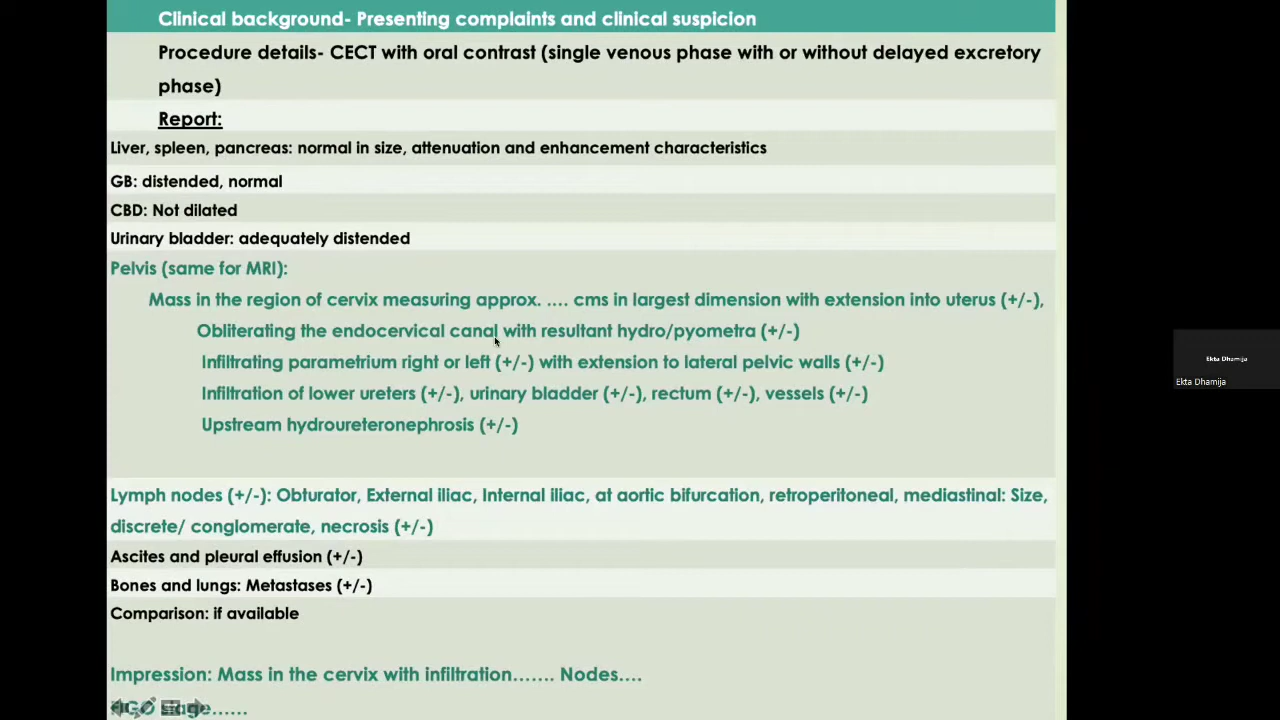 Clinical background- Presenting complaints and clinical suspicion
Procedure details- CECT with oral contrast (single venous phase with or without delayed excretory
phase)
Report:
Liver, spleen, pancreas: normal in size, attenuation and enhancement characteristics
GB: distended, normal
CBD: Not dilated
Urinary bladder: adequately distended
Pelvis (same for MRI):
Mass in the region of cervix measuring approx. .... cms in largest dimension with extension into uterus (+/-),
Obliterating the endocervical canal with resultant hydro/pyometra (+/-)
Infiltrating parametrium right or left (+/-) with extension to lateral pelvic walls (+/-)
Infiltration of lower ureters (+/-), urinary bladder (+/-), rectum (+/-), vessels (+/-)
Upstream hydroureteronephrosis (+/-)
Lymph nodes (+/-): Obturator, External iliac, Internal iliac, at aortic bifurcation, retroperitoneal, mediastinal: Size,
discrete/ conglomerate, necrosis (+/-)
Ascites and pleural effusion (+/-)
Bones and lungs: Metastases (+/-)
Comparison: if available
Impression: Mass in the cervix with infiltration....... Nodes....
Ekta Dhamija
Ekta Dhamija